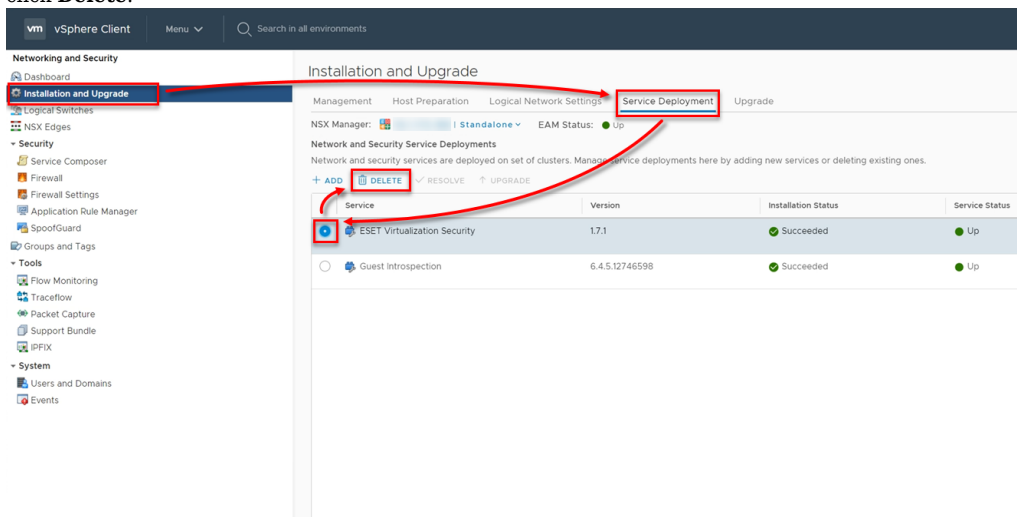 click Delete.
vm vSphere Client Menu Search in all environments
Networking and Security
Dashboard
Installation and Upgrade
Logical Switches
NSX Edges
Security
Service Composer
Firewall
Firewall Settings
Application Rule Manager
SpoofGuard
Groups and Tags
Tools
Flow Monitoring
Traceflow
Packet Capture
Support Bundle
IPFIX
System
Users and Domains
Events
Installation and Upgrade
Management Host Preparation Logical Network Settings Service Deployment Upgrade
NSX Manager: | Standalone EAM Status: Up
Network and Security Service Deployments
Network and security services are deployed on set of clusters. Manage service deployments here by adding new services or deleting existing ones.
+ ADD DELETE RESOLVE UPGRADE
Service Version Installation Status Service Status
ESET Virtualization Security 1.7.1 Succeeded Up
Guest Introspection 6.4.5.12746598 Succeeded Up